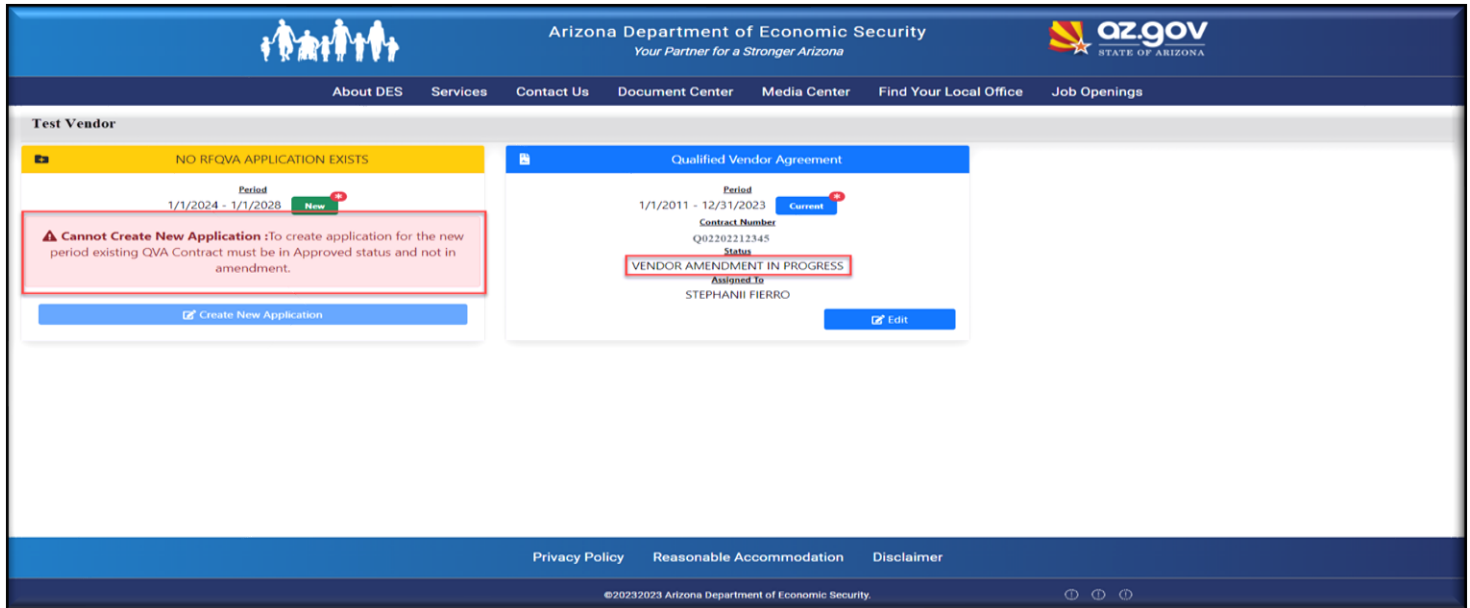 Arizona Department of Economic Security
Your Partner for a Stronger Arizona
az.gov
STATE OF ARIZONA
About DES Services Contact Us Document Center Media Center Find Your Local Office Job Openings
Test Vendor
NO RFQVA APPLICATION EXISTS
Period
1/1/2024 - 1/1/2028 New *
Cannot Create New Application :To create application for the new
period existing QVA Contract must be in Approved status and not in
amendment.
Create New Application
Qualified Vendor Agreement
Period
1/1/2011 - 12/31/2023 Current *
Contract Number
Q02202212345
Status
VENDOR AMENDMENT IN PROGRESS
Assigned To
STEPHANII FIERRO
Edit
Privacy Policy Reasonable Accommodation Disclaimer
©20232023 Arizona Department of Economic Security.